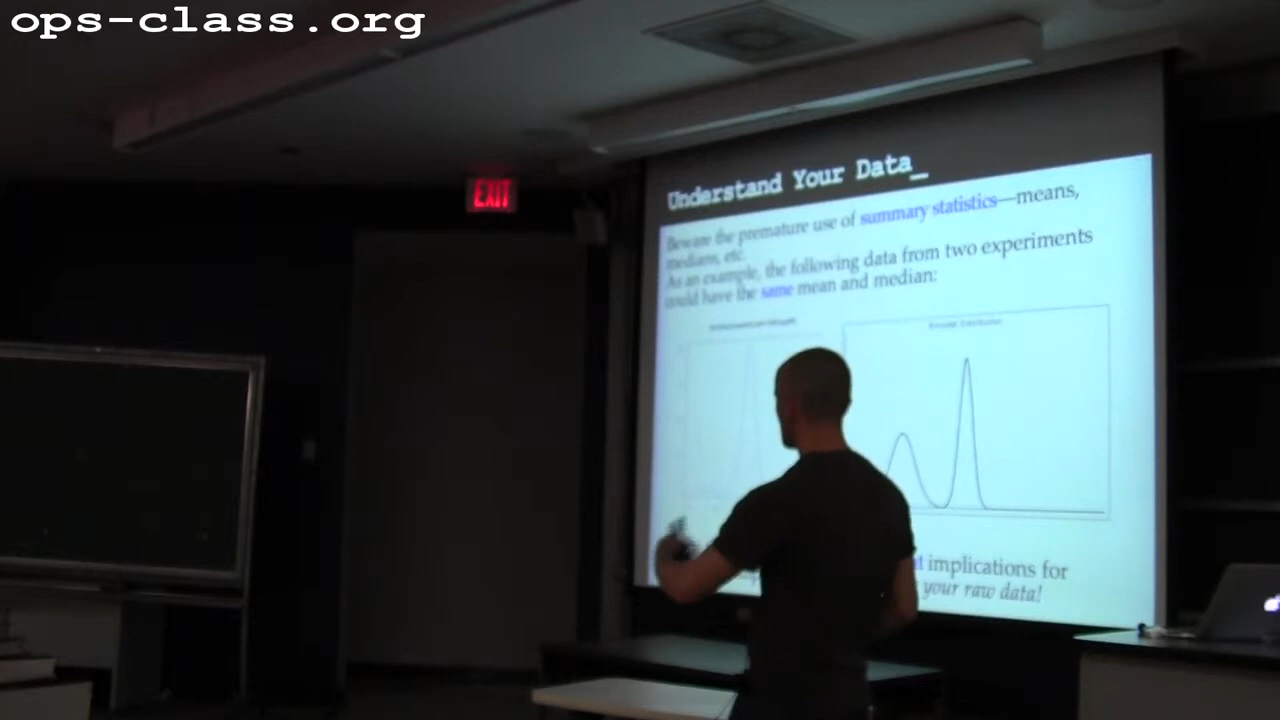 ops-class.org
EXIT
Understand Your Data_
Beware the premature use of summary statistics—means,
medians, etc.
As an example, the following data from two experiments
could have the same mean and median:
Bimodal Distribution
implications for
your raw data!